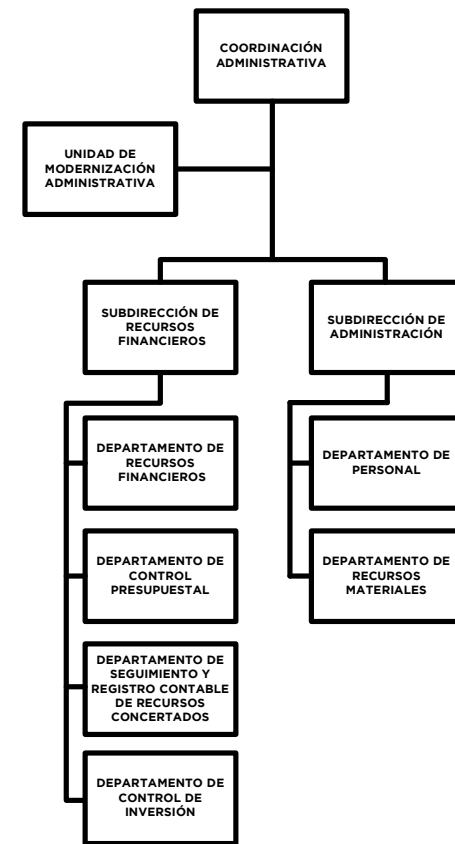 COORDINACIÓN
ADMINISTRATIVA
UNIDAD DE
MODERNIZACIÓN
ADMINISTRATIVA
SUBDIRECCIÓN DE
RECURSOS
FINANCIEROS
SUBDIRECCIÓN DE
ADMINISTRACIÓN
DEPARTAMENTO DE
RECURSOS
FINANCIEROS
DEPARTAMENTO DE
PERSONAL
DEPARTAMENTO DE
CONTROL
PRESUPUESTAL
DEPARTAMENTO DE
RECURSOS
MATERIALES
DEPARTAMENTO DE
SEGUIMIENTO Y
REGISTRO CONTABLE
DE RECURSOS
CONCERTADOS
DEPARTAMENTO DE
CONTROL DE
INVERSIÓN